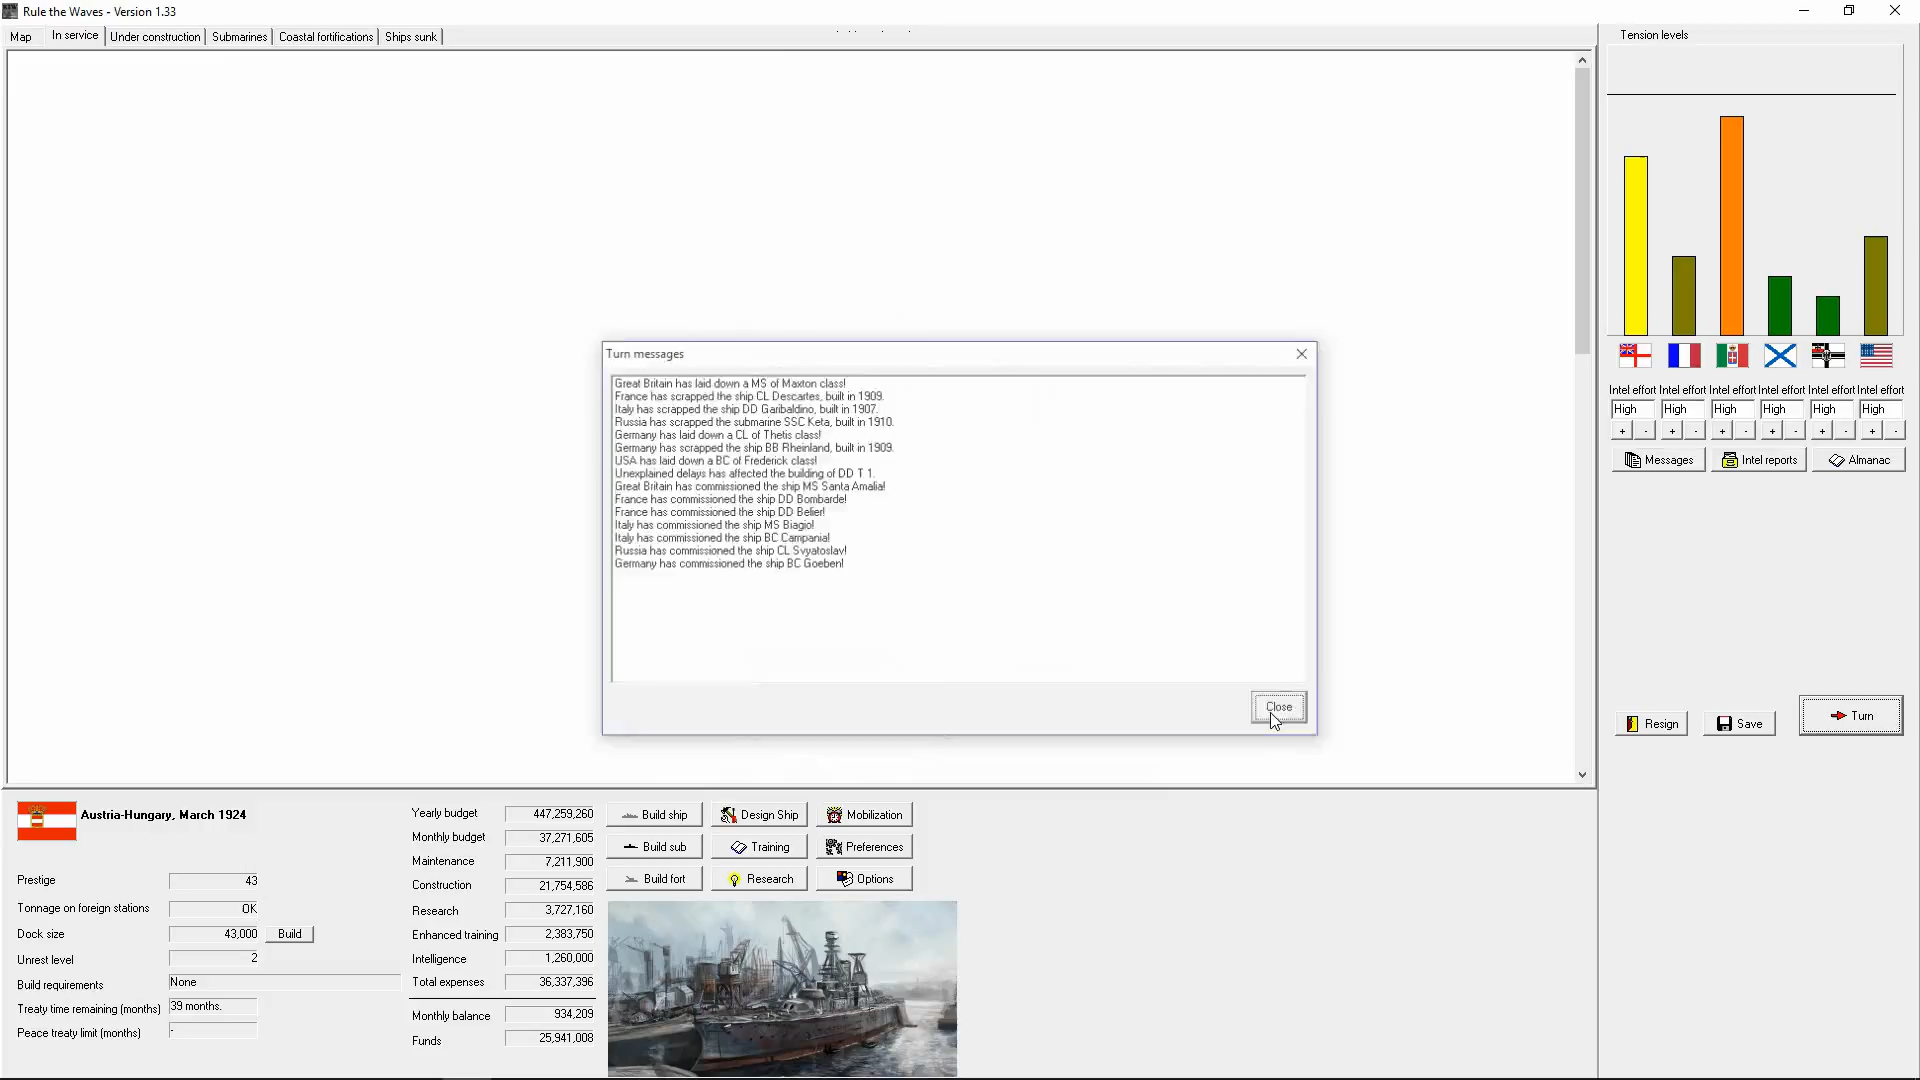 Rule the Waves - Version 1.33
Map
In service
Under construction
Submarines
Coastal fortifications
Ships sunk
Tension levels
Turn messages
Great Britain has laid down a MS of Maxton class!
France has scrapped the ship CL Descartes, built in 1909.
Italy has scrapped the ship DD Garibaldino, built in 1907.
Russia has scrapped the submarine SSC Keta, built in 1910.
Germany has laid down a CL of Thetis class!
Germany has scrapped the ship BB Rheinland, built in 1909.
USA has laid down a BC of Frederick class!
Unexplained delays has affected the building of DD T 1.
Great Britain has commissioned the ship MS Santa Amalia!
France has commissioned the ship DD Bombarde!
France has commissioned the ship DD Belier!
Italy has commissioned the ship MS Biagio!
Italy has commissioned the ship BC Campania!
Russia has commissioned the ship CL Svyatoslav!
Germany has commissioned the ship BC Goeben!
Close
Intel effort Intel effort Intel effort Intel effort Intel effort Intel effort
High High High High High High
+ - + - + - + - + - + -
Messages
Intel reports
Almanac
Resign
Save
Turn
Austria-Hungary, March 1924
Prestige 43
Tonnage on foreign stations OK
Dock size 43,000 Build
Unrest level 2
Build requirements None
Treaty time remaining (months) 39 months.
Peace treaty limit (months) -
Yearly budget 447,259,260
Monthly budget 37,271,605
Maintenance 7,211,900
Construction 21,754,586
Research 3,727,160
Enhanced training 2,383,750
Intelligence 1,260,000
Total expenses 36,337,396
Monthly balance 934,209
Funds 25,941,008
Build ship
Design Ship
Mobilization
Build sub
Training
Preferences
Build fort
Research
Options